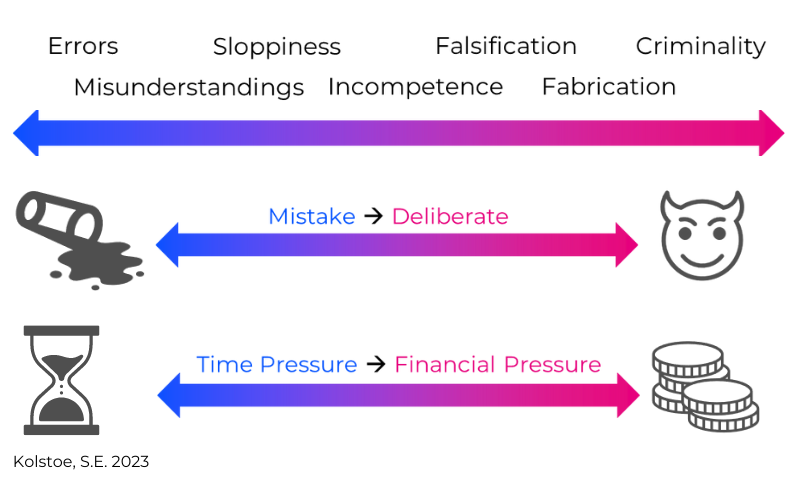 Errors Sloppiness Falsification Criminality
Misunderstandings Incompetence Fabrication
Mistake → Deliberate
Time Pressure → Financial Pressure
Kolstoe, S.E. 2023